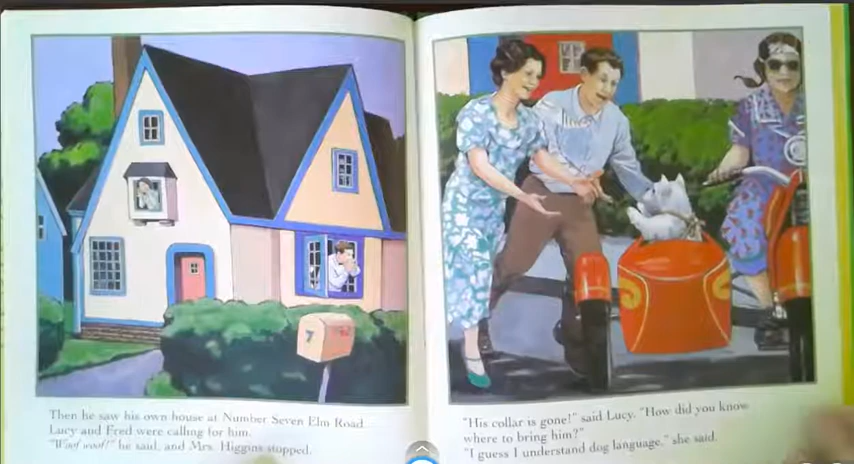 7
Then he saw his own house at Number Seven Elm Road.
Lucy and Fred were calling for him.
"Woof woof!" he said, and Mrs. Higgins stopped.
"His collar is gone!" said Lucy. "How did you know
where to bring him?"
"I guess I understand dog language," she said.